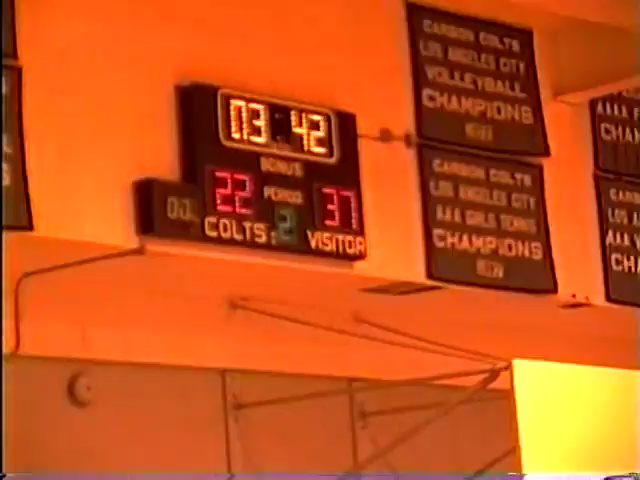 03:42
BONUS
22 PERIOD 37
COLTS: 2 VISITOR
CARSON COLTS
LOS ANGELES CITY
VOLLEYBALL
CHAMPIONS
CARSON COLTS
LOS ANGELES CITY
AAA GIRLS TENNIS
CHAMPIONS